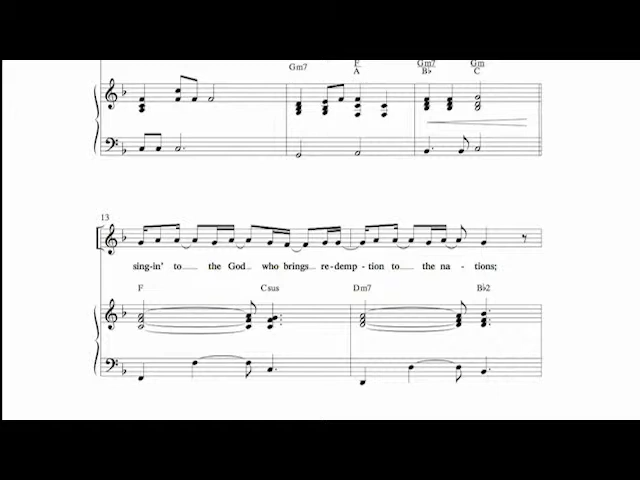 Gm7 F Gm7 Gm
A B♭ C
13
sing-in' to the God who brings re-demp-tion to the na-tions;
F Csus Dm7 B♭2